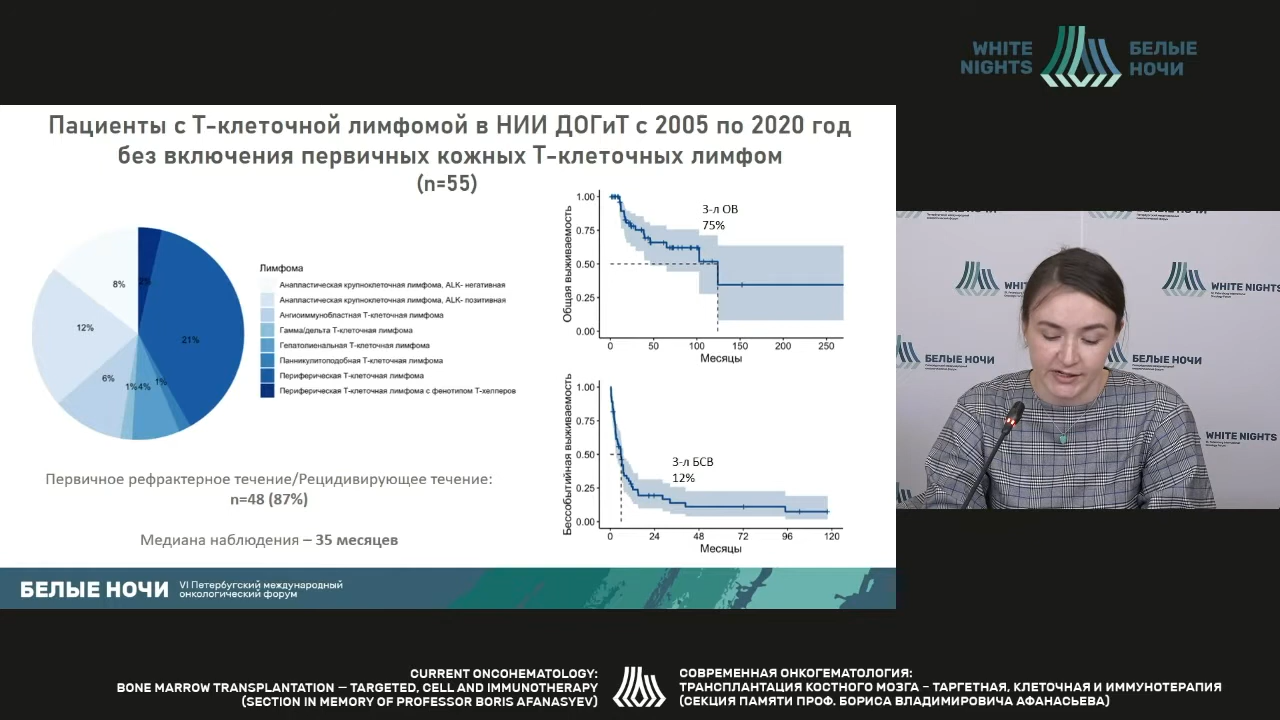 WHITE
NIGHTS
БЕЛЫЕ
НОЧИ
Пациенты с Т-клеточной лимфомой в НИИ ДОГиТ с 2005 по 2020 год
без включения первичных кожных Т-клеточных лимфом
(n=55)
8%
2%
12%
21%
6%
1%
4%
1%
Лимфома
Анапластическая крупноклеточная лимфома, ALK- негативная
Анапластическая крупноклеточная лимфома, ALK- позитивная
Ангиоиммунобластная Т-клеточная лимфома
Гамма/дельта Т-клеточная лимфома
Гепатолиенальная Т-клеточная лимфома
Панникулитоподобная Т-клеточная лимфома
Периферическая Т-клеточная лимфома
Периферическая Т-клеточная лимфома с фенотипом Т-хелперов
Общая выживаемость
1.00
0.75
0.50
0.25
0.00
3-л ОВ
75%
0 50 100 150 200 250
Месяцы
Бессобытийная выживаемость
1.00
0.75
0.50
0.25
0.00
3-л БСВ
12%
0 24 48 72 96 120
Месяцы
Первичное рефрактерное течение/Рецидивирующее течение:
n=48 (87%)
Медиана наблюдения – 35 месяцев
БЕЛЫЕ НОЧИ
VI Петербугский международный
онкологический форум
БЕЛЫЕ НОЧИ
БЕЛЫЕ НОЧИ
WHITE NIGHTS
CURRENT ONCOHEMATOLOGY:
BONE MARROW TRANSPLANTATION – TARGETED, CELL AND IMMUNOTHERAPY
(SECTION IN MEMORY OF PROFESSOR BORIS AFANASYEV)
СОВРЕМЕННАЯ ОНКОГЕМАТОЛОГИЯ:
ТРАНСПЛАНТАЦИЯ КОСТНОГО МОЗГА – ТАРГЕТНАЯ, КЛЕТОЧНАЯ И ИММУНОТЕРАПИЯ
(СЕКЦИЯ ПАМЯТИ ПРОФ. БОРИСА ВЛАДИМИРОВИЧА АФАНАСЬЕВА)